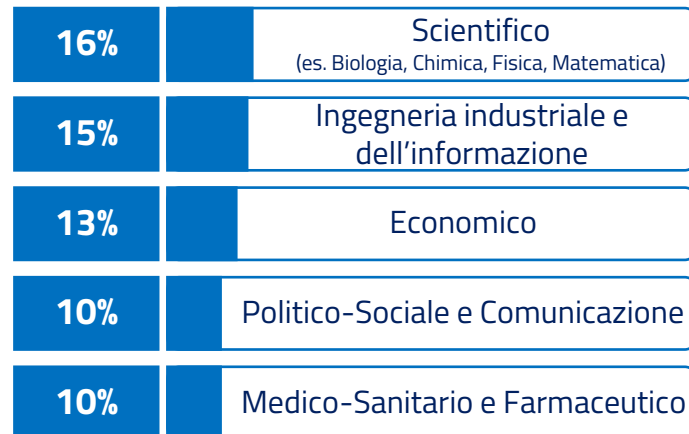 16%
Scientifico
(es. Biologia, Chimica, Fisica, Matematica)
15%
Ingegneria industriale e
dell’informazione
13%
Economico
10%
Politico-Sociale e Comunicazione
10%
Medico-Sanitario e Farmaceutico